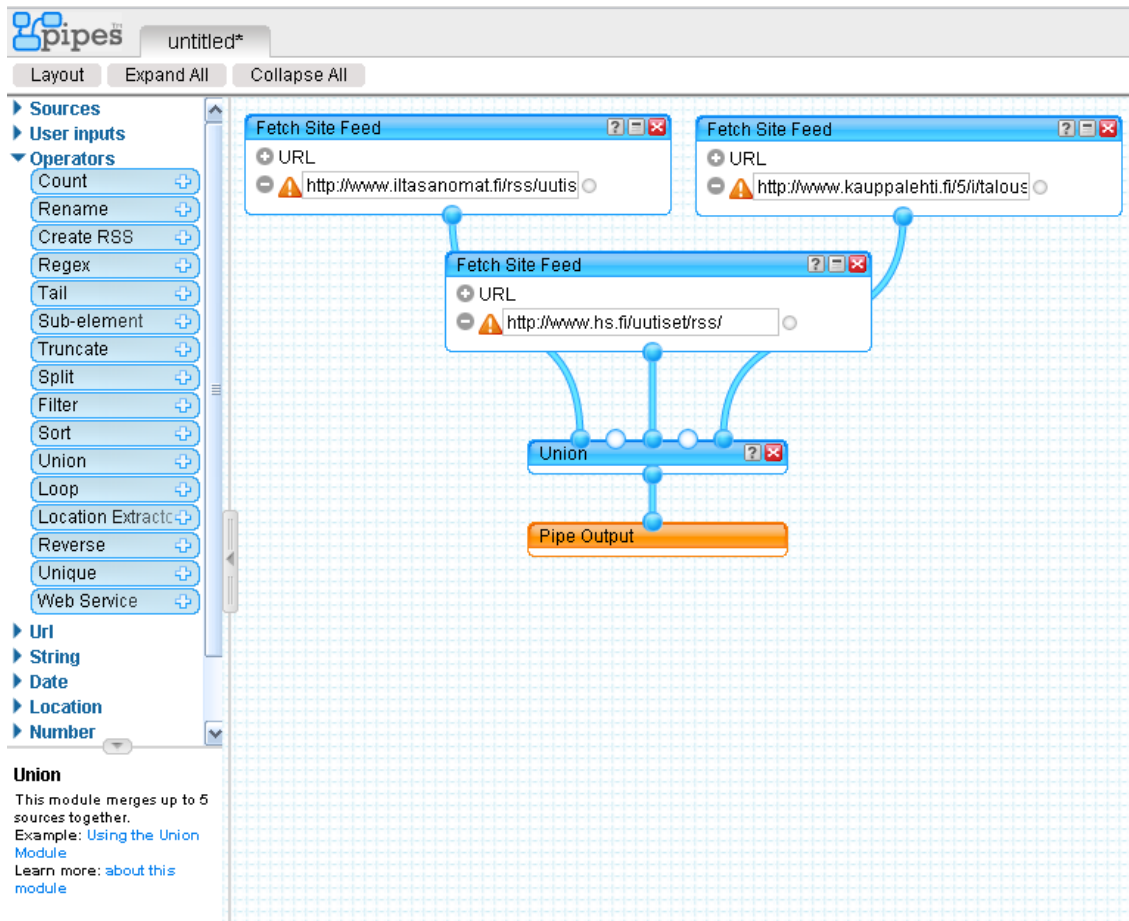 pipes™
untitled*
Layout Expand All Collapse All
Sources
User inputs
Operators
Count
Rename
Create RSS
Regex
Tail
Sub-element
Truncate
Split
Filter
Sort
Union
Loop
Location Extractc
Reverse
Unique
Web Service
Url
String
Date
Location
Number
Union
This module merges up to 5
sources together.
Example: Using the Union
Module
Learn more: about this
module
Fetch Site Feed ?
URL
http://www.iltasanomat.fi/rss/uutis
Fetch Site Feed ?
URL
http://www.kauppalehti.fi/5/i/talous
Fetch Site Feed ?
URL
http://www.hs.fi/uutiset/rss/
Union ?
Pipe Output